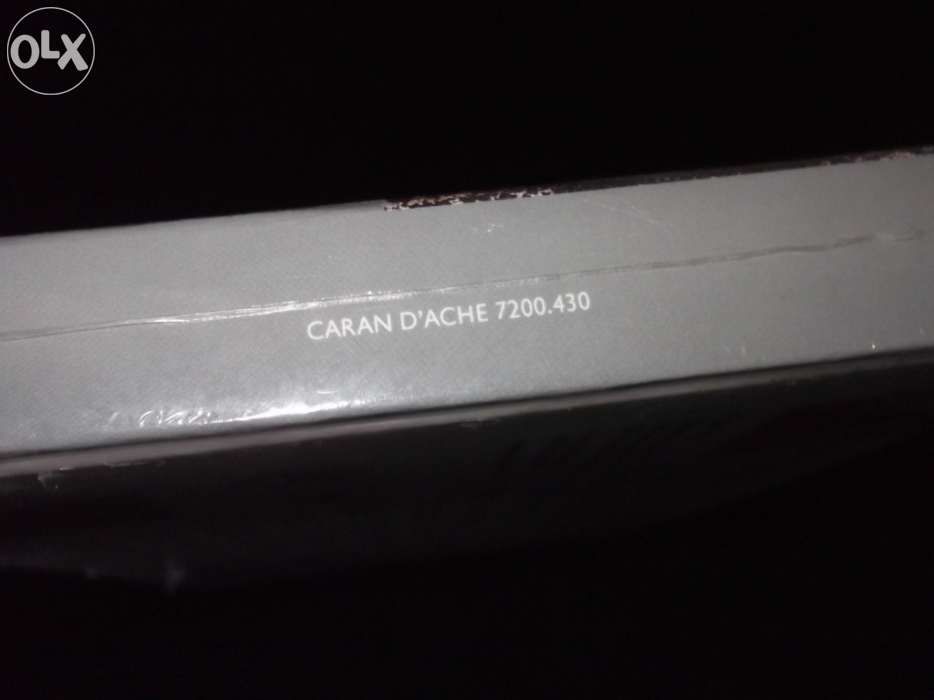 OLX
CARAN D'ACHE 7200.430